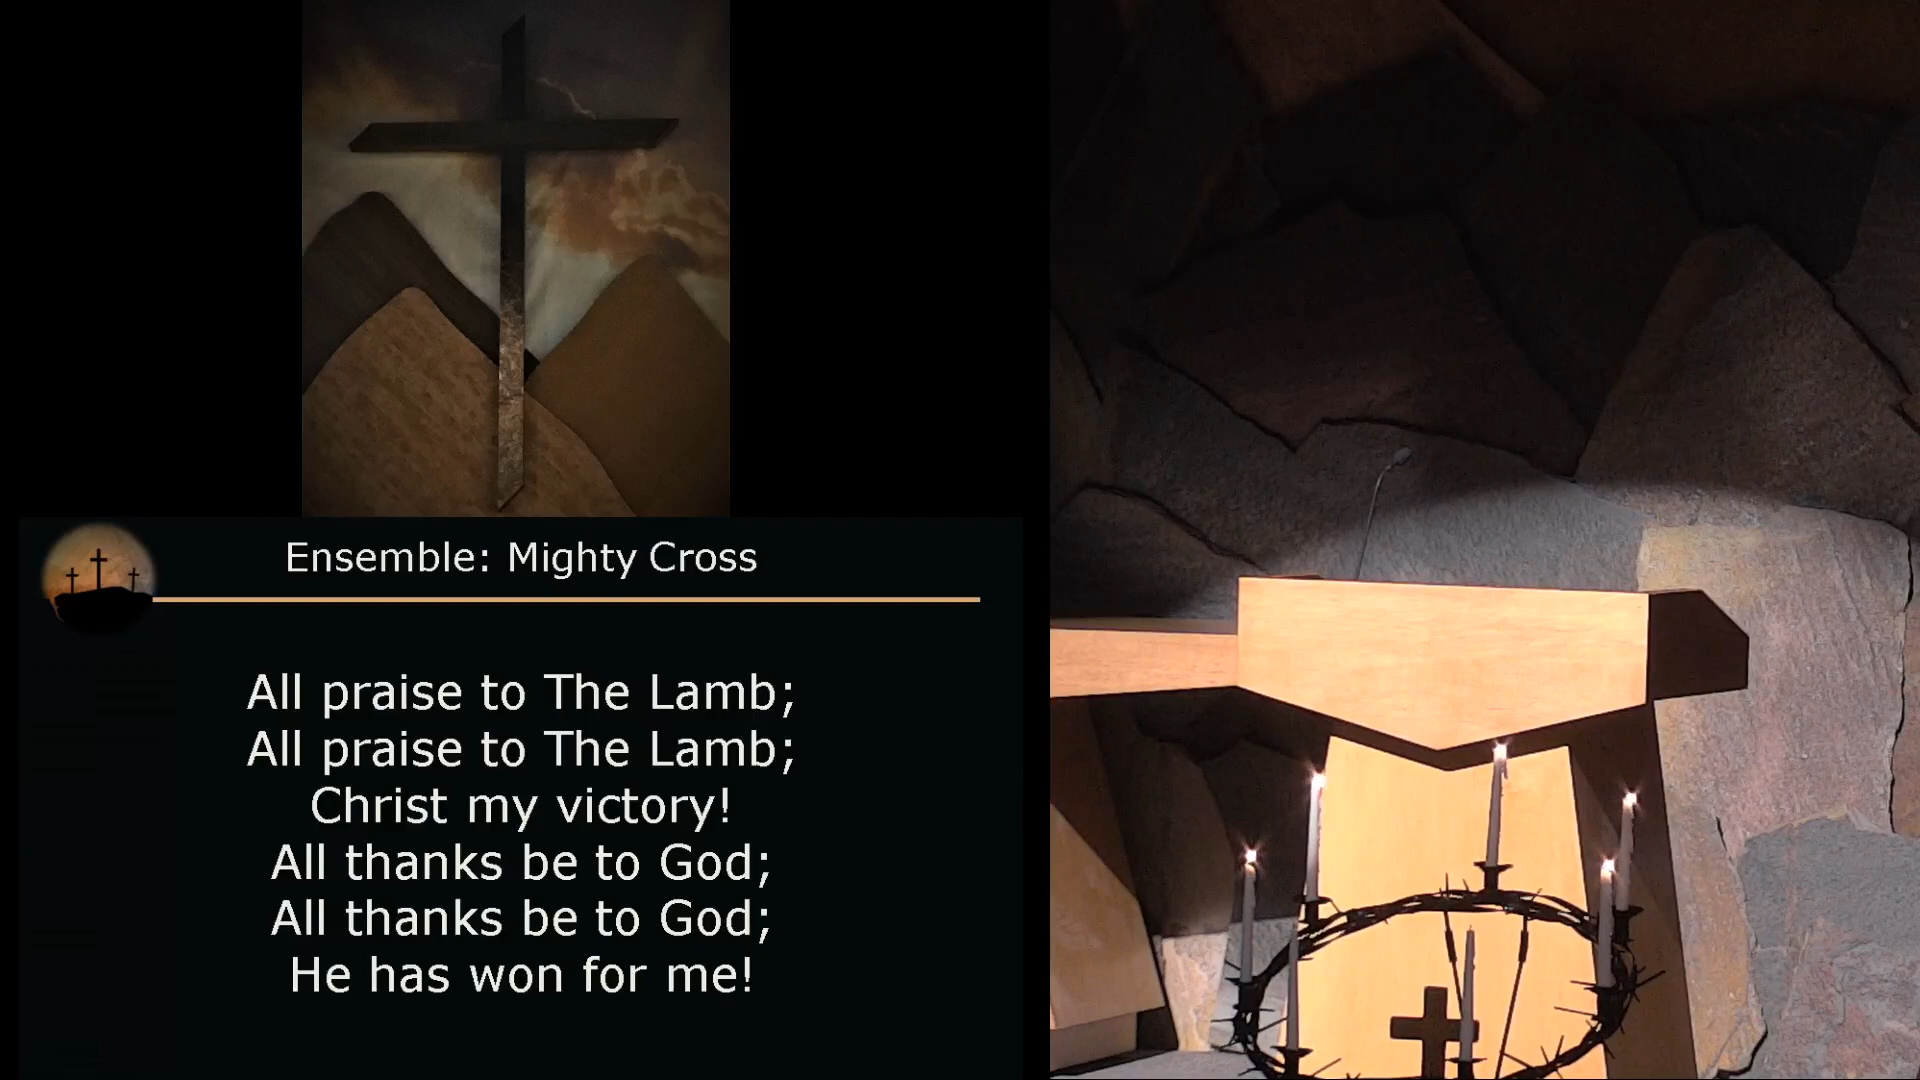 Ensemble: Mighty Cross
All praise to The Lamb;
All praise to The Lamb;
Christ my victory!
All thanks be to God;
All thanks be to God;
He has won for me!